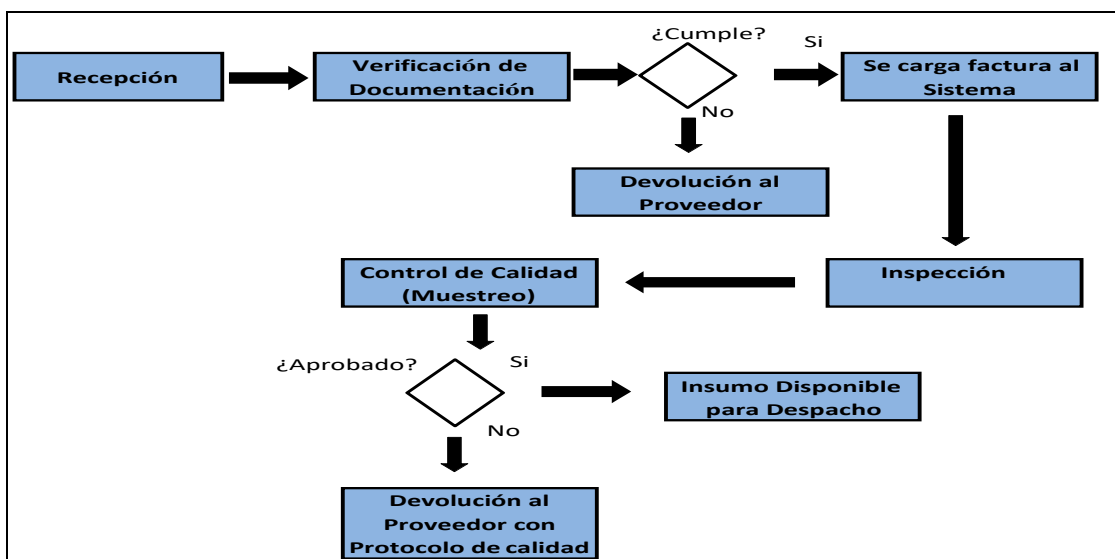 Recepción
Verificación de
Documentación
¿Cumple?
Si
No
Se carga factura al
Sistema
Devolución al
Proveedor
Inspección
Control de Calidad
(Muestreo)
¿Aprobado?
Si
No
Insumo Disponible
para Despacho
Devolución al
Proveedor con
Protocolo de calidad